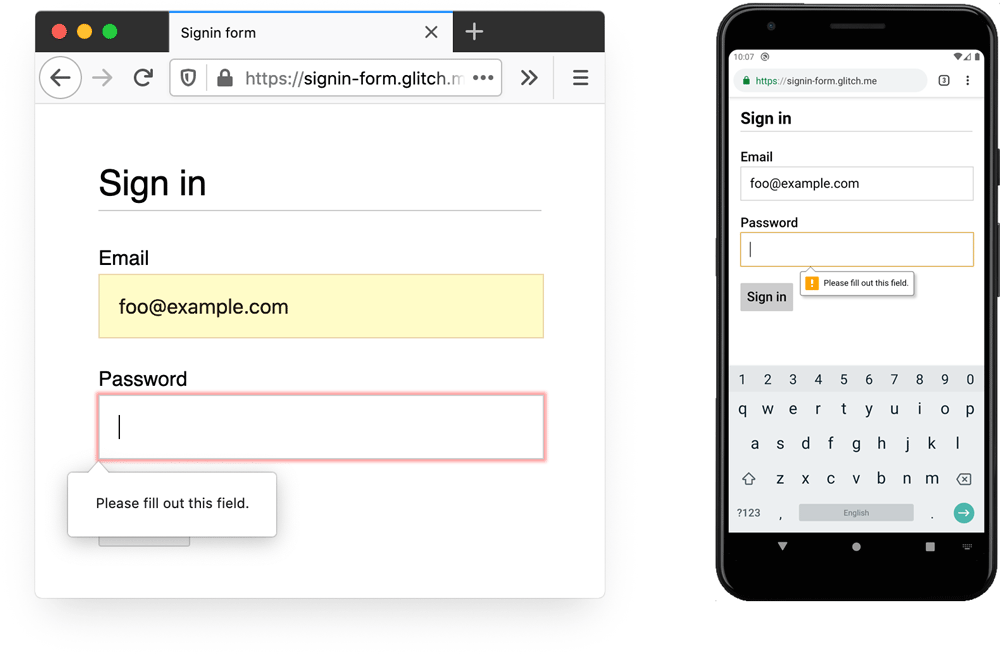 Signin form
https://signin-form.glitch.m
Sign in
Email
foo@example.com
Password
Please fill out this field.
10:07
https://signin-form.glitch.me
3
Sign in
Email
foo@example.com
Password
Please fill out this field.
Sign in
1 2 3 4 5 6 7 8 9 0
q w e r t y u i o p
a s d f g h j k l
z x c v b n m
?123 , English .